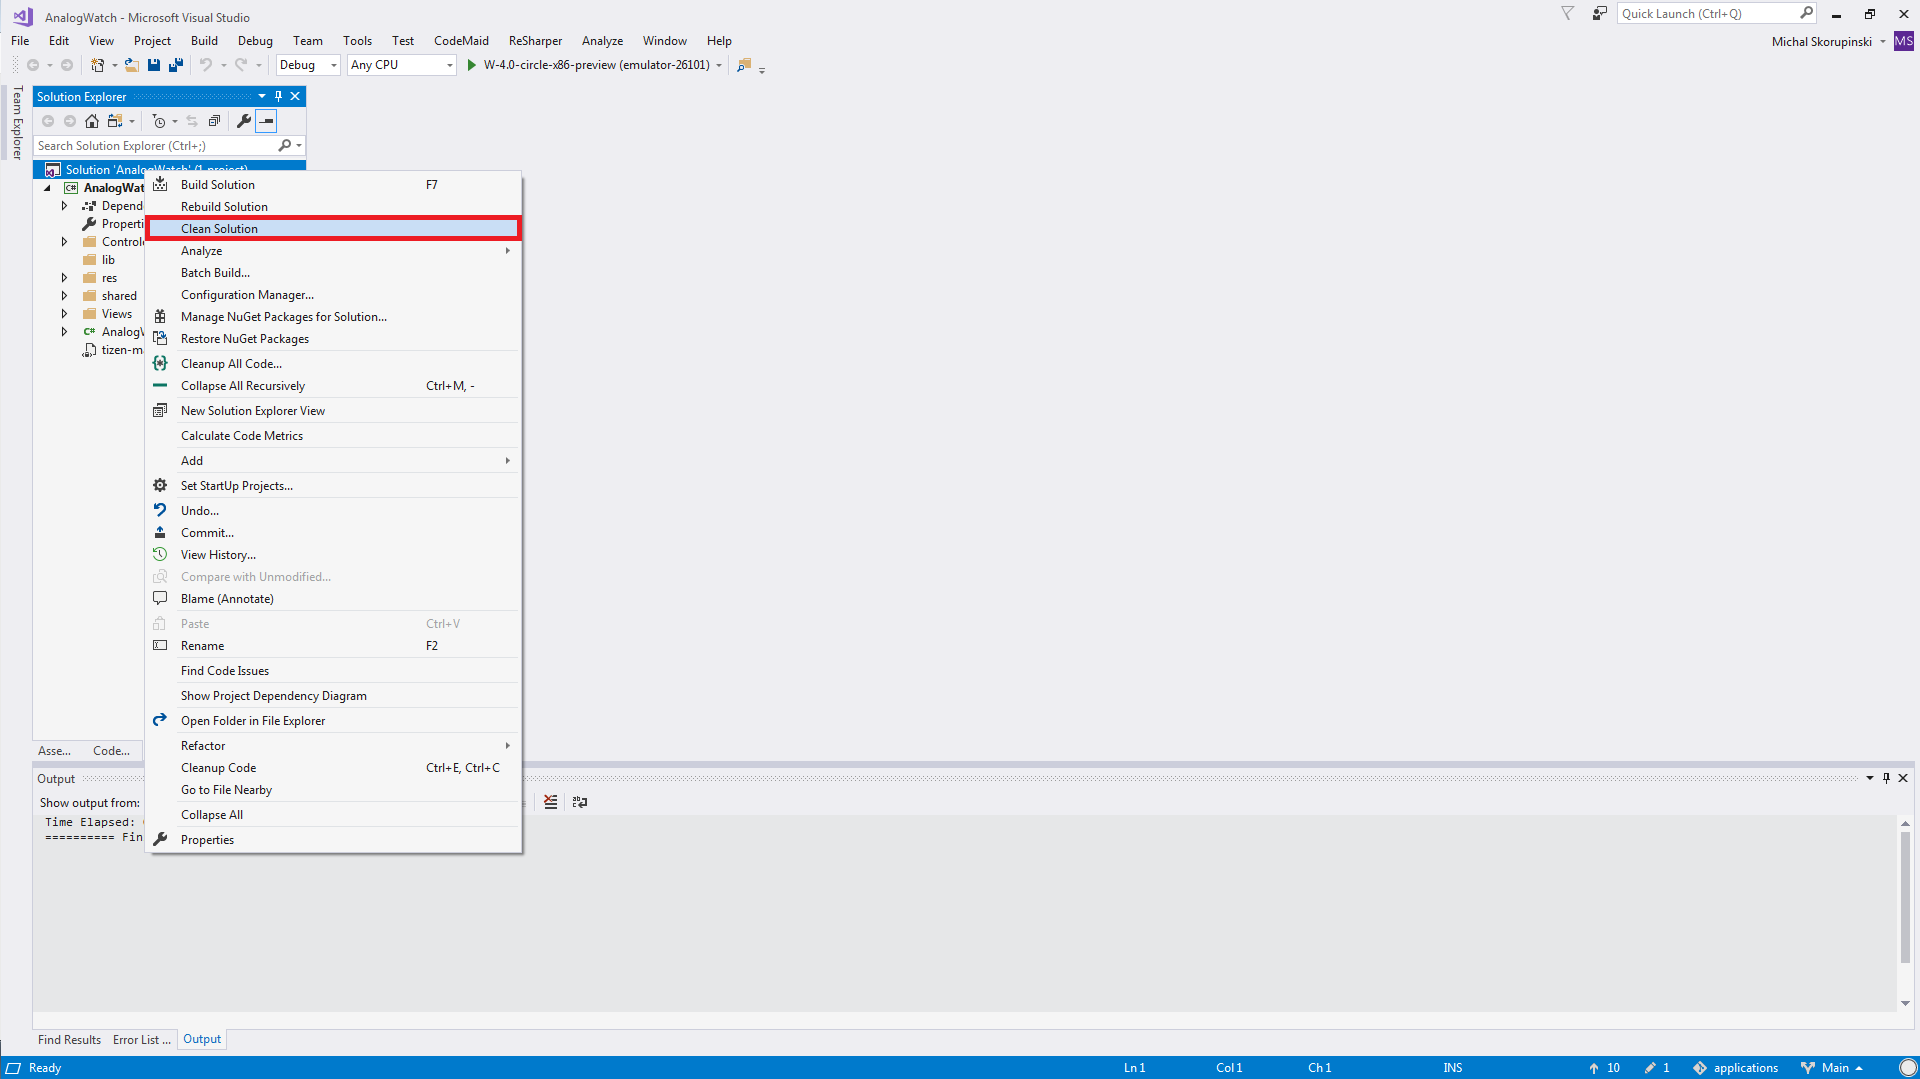 AnalogWatch - Microsoft Visual Studio
Quick Launch (Ctrl+Q)
File Edit View Project Build Debug Team Tools Test CodeMaid ReSharper Analyze Window Help
Michal Skorupinski MS
Debug Any CPU W-4.0-circle-x86-preview (emulator-26101)
Team Explorer
Solution Explorer
Search Solution Explorer (Ctrl+;)
Solution 'AnalogWatch' (1 project)
AnalogWat
Depend
Properti
Controle
lib
res
shared
Views
AnalogW
tizen-ma
Build Solution F7
Rebuild Solution
Clean Solution
Analyze
Batch Build...
Configuration Manager...
Manage NuGet Packages for Solution...
Restore NuGet Packages
Cleanup All Code...
Collapse All Recursively Ctrl+M, -
New Solution Explorer View
Calculate Code Metrics
Add
Set StartUp Projects...
Undo...
Commit...
View History...
Compare with Unmodified...
Blame (Annotate)
Paste Ctrl+V
Rename F2
Find Code Issues
Show Project Dependency Diagram
Open Folder in File Explorer
Refactor
Cleanup Code Ctrl+E, Ctrl+C
Go to File Nearby
Collapse All
Properties
Asse... Code...
Output
Show output from:
Time Elapsed:
========== Fin
Find Results Error List ... Output
Ready Ln 1 Col 1 Ch 1 INS 10 1 applications Main